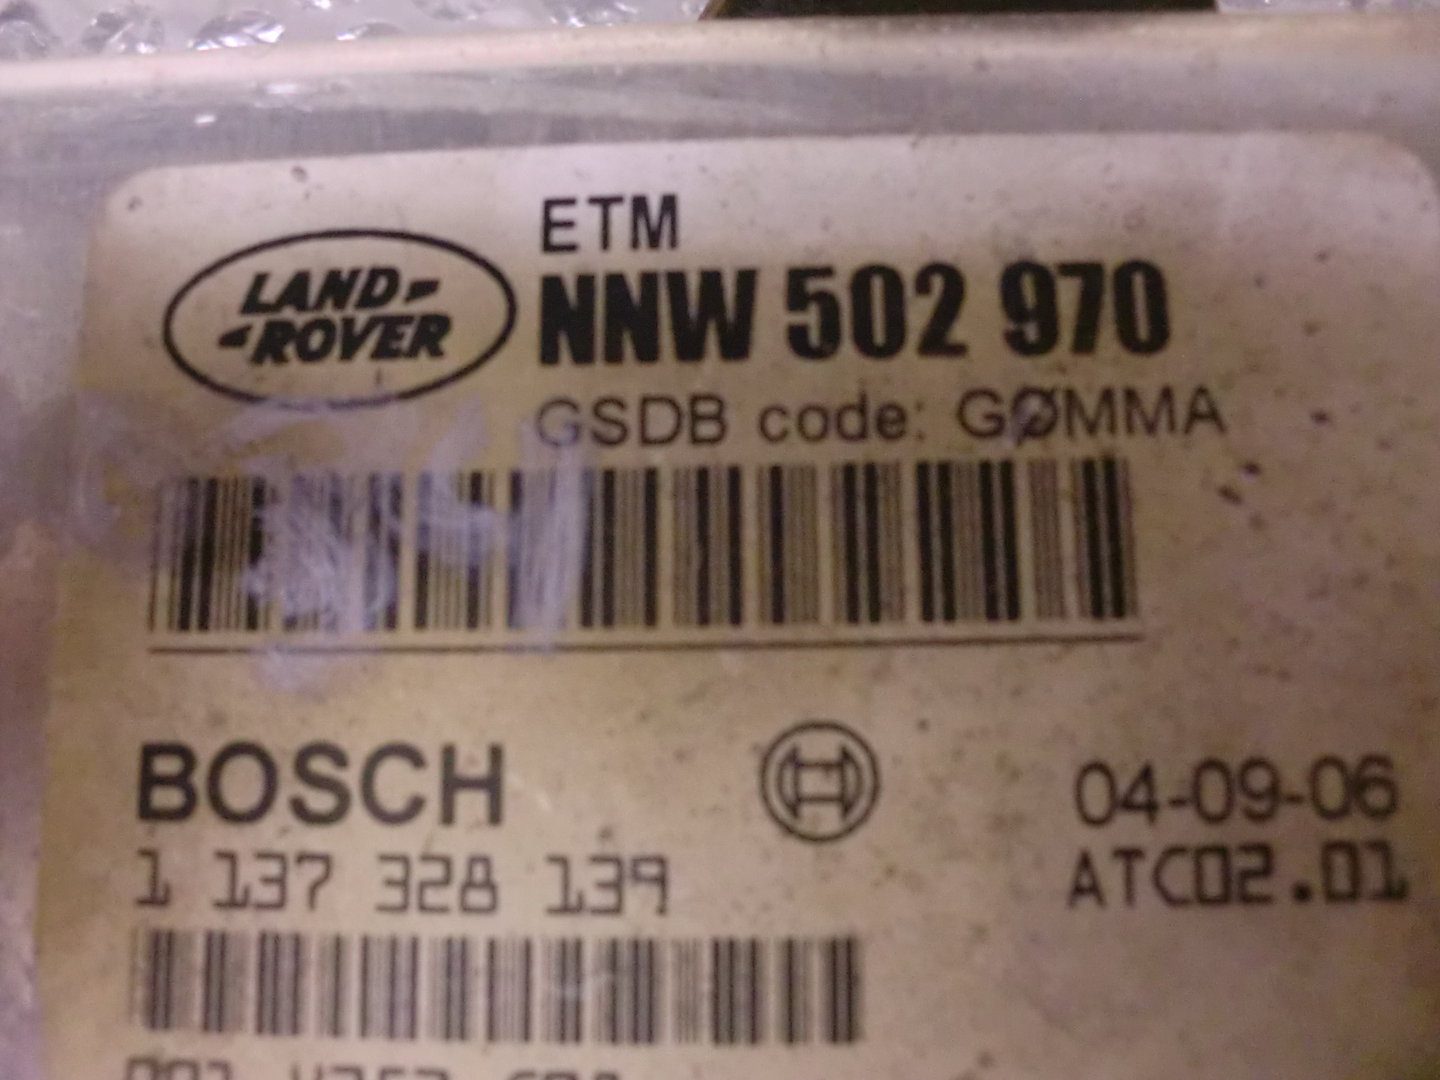 ETM
LAND-
-ROVER
NNW 502 970
GSDB code: GØMMA
BOSCH
04-09-06
1 137 328 139
ATC02.01